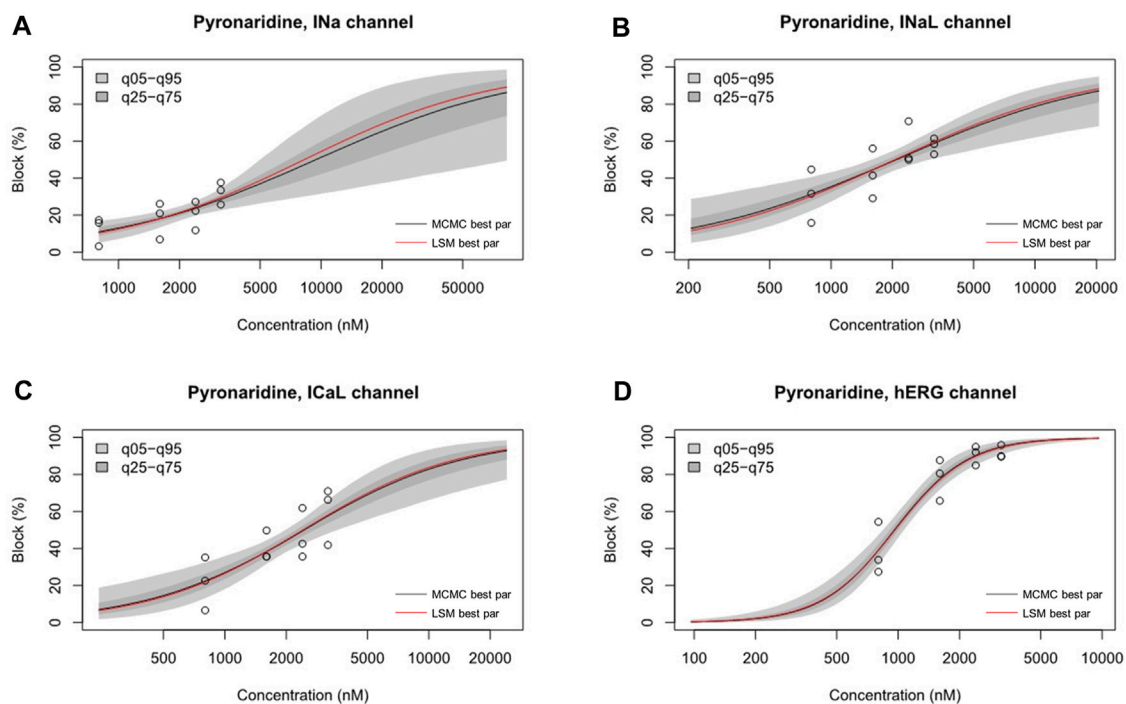 A
Pyronaridine, INa channel
q05−q95
q25−q75
MCMC best par
LSM best par
Block (%)
0
20
40
60
80
100
1000 2000 5000 10000 20000 50000
Concentration (nM)
B
Pyronaridine, INaL channel
q05−q95
q25−q75
MCMC best par
LSM best par
Block (%)
0
20
40
60
80
100
200 500 1000 2000 5000 10000 20000
Concentration (nM)
C
Pyronaridine, ICaL channel
q05−q95
q25−q75
MCMC best par
LSM best par
Block (%)
0
20
40
60
80
100
500 1000 2000 5000 10000 20000
Concentration (nM)
D
Pyronaridine, hERG channel
q05−q95
q25−q75
MCMC best par
LSM best par
Block (%)
0
20
40
60
80
100
100 200 500 1000 2000 5000 10000
Concentration (nM)